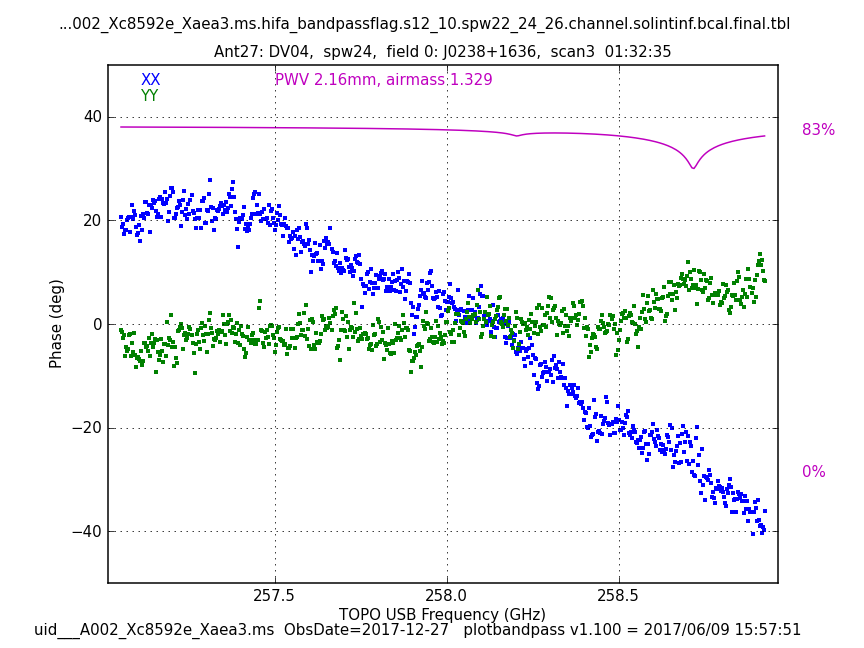 ...002_Xc8592e_Xaea3.ms.hifa_bandpassflag.s12_10.spw22_24_26.channel.solintinf.bcal.final.tbl
Ant27: DV04, spw24, field 0: J0238+1636, scan3 01:32:35
XX
PWV 2.16mm, airmass 1.329
YY
40
83%
20
0
Phase (deg)
−20
0%
−40
257.5 258.0 258.5
TOPO USB Frequency (GHz)
uid___A002_Xc8592e_Xaea3.ms ObsDate=2017-12-27 plotbandpass v1.100 = 2017/06/09 15:57:51